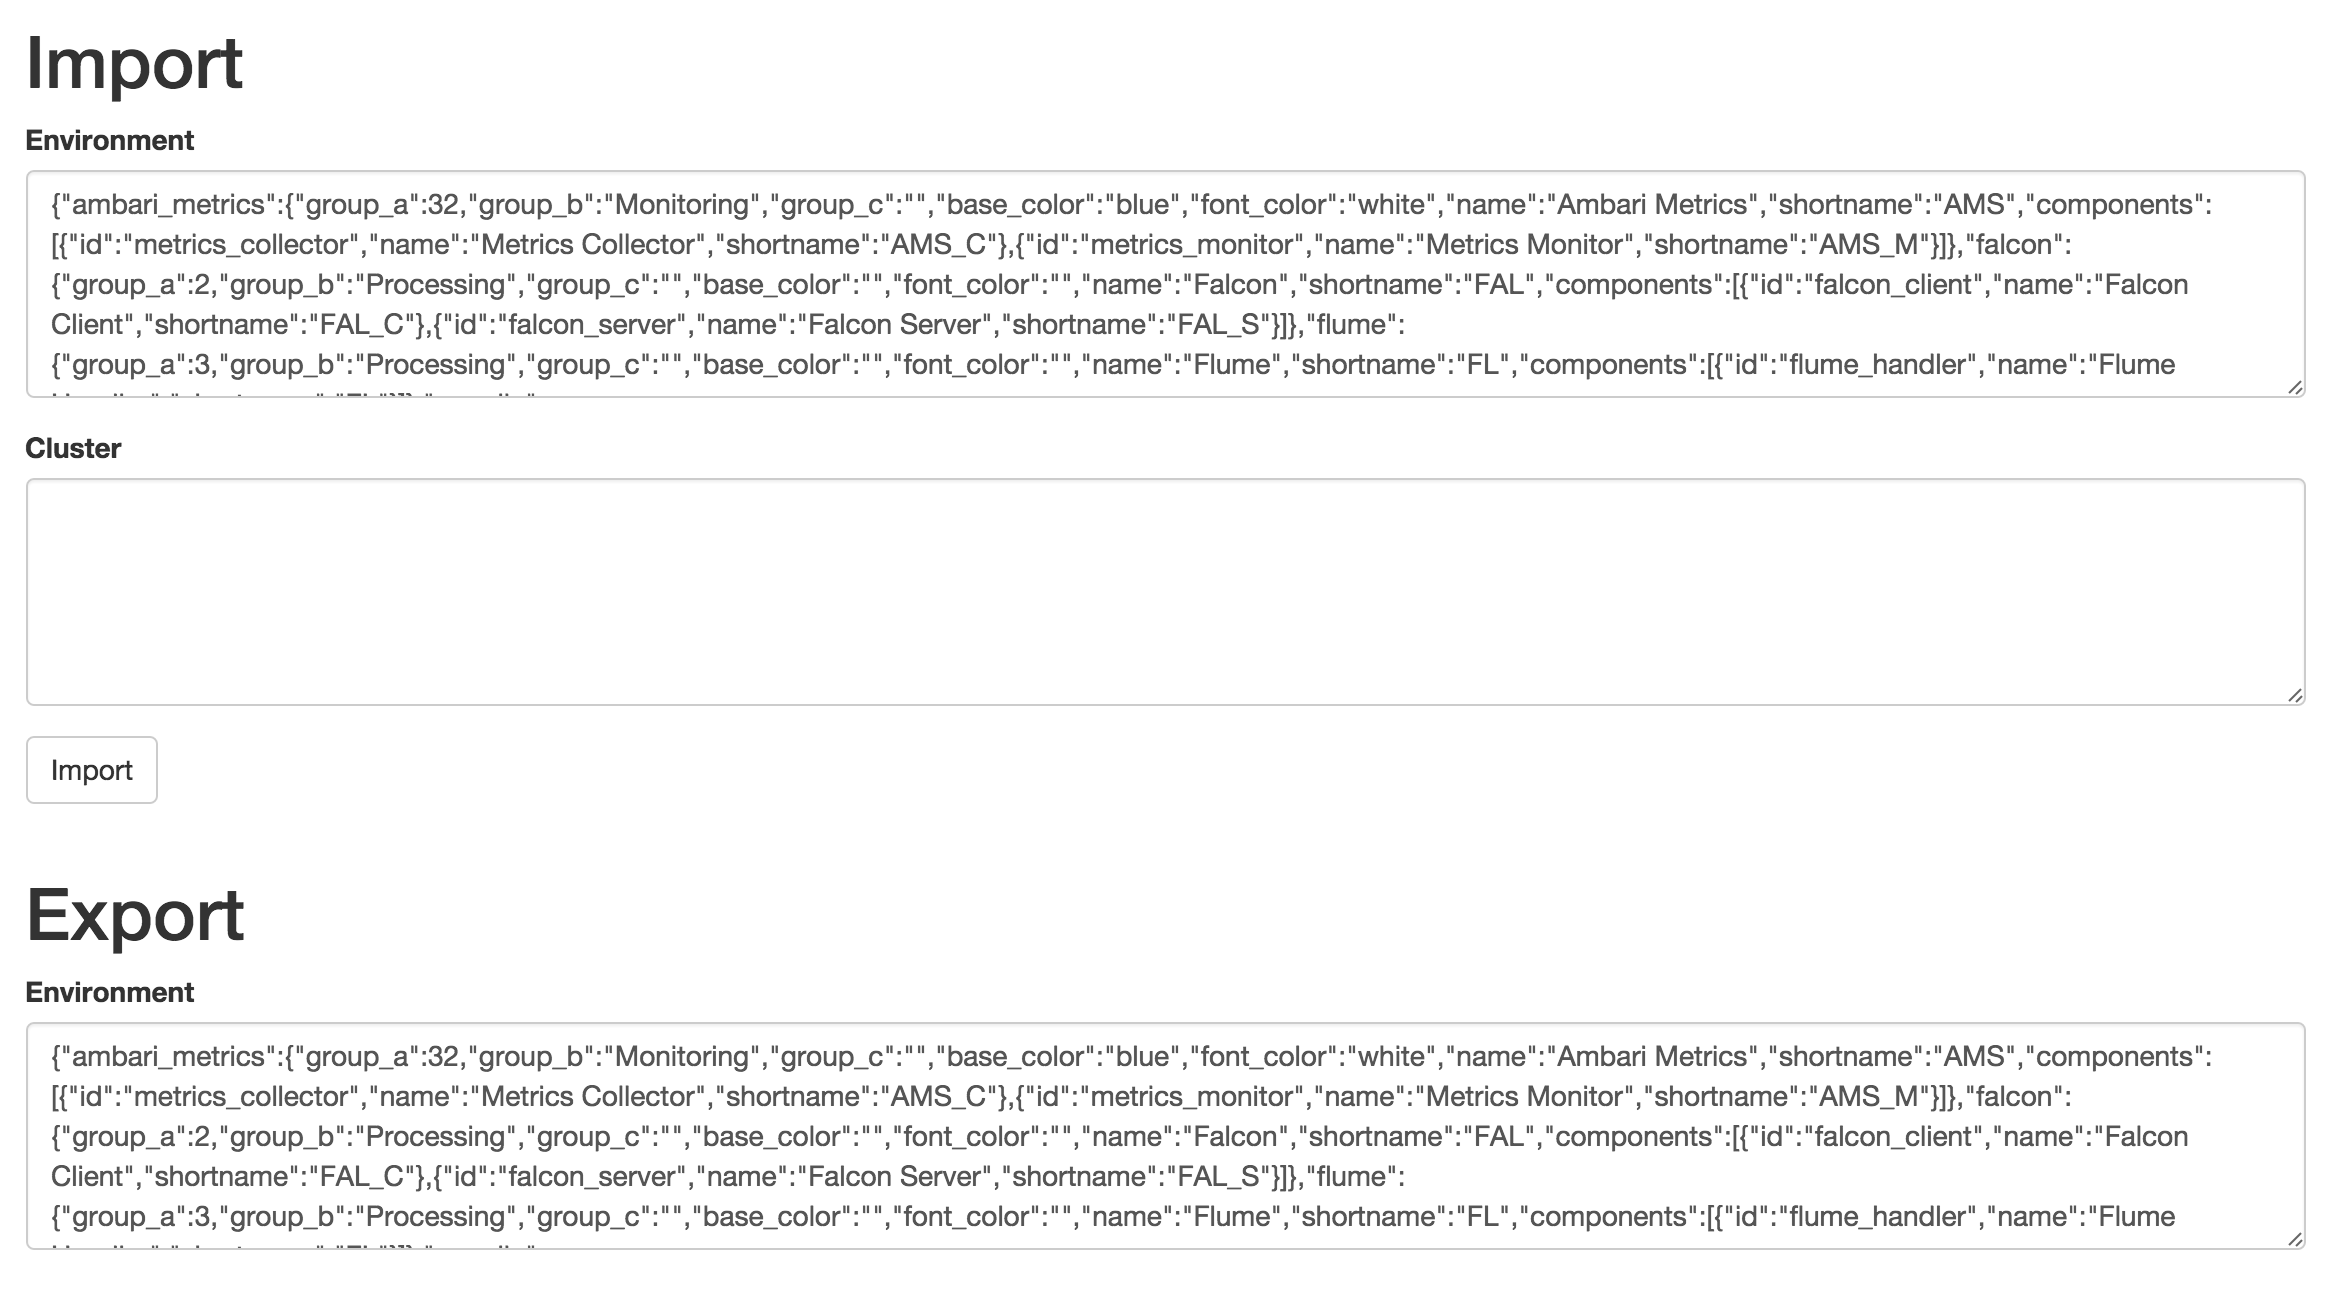 Import
Environment
{"ambari_metrics":{"group_a":32,"group_b":"Monitoring","group_c":"","base_color":"blue","font_color":"white","name":"Ambari Metrics","shortname":"AMS","components":
[{"id":"metrics_collector","name":"Metrics Collector","shortname":"AMS_C"},{"id":"metrics_monitor","name":"Metrics Monitor","shortname":"AMS_M"}]},"falcon":
{"group_a":2,"group_b":"Processing","group_c":"","base_color":"","font_color":"","name":"Falcon","shortname":"FAL","components":[{"id":"falcon_client","name":"Falcon
Client","shortname":"FAL_C"},{"id":"falcon_server","name":"Falcon Server","shortname":"FAL_S"}]},"flume":
{"group_a":3,"group_b":"Processing","group_c":"","base_color":"","font_color":"","name":"Flume","shortname":"FL","components":[{"id":"flume_handler","name":"Flume
Cluster
Import
Export
Environment
{"ambari_metrics":{"group_a":32,"group_b":"Monitoring","group_c":"","base_color":"blue","font_color":"white","name":"Ambari Metrics","shortname":"AMS","components":
[{"id":"metrics_collector","name":"Metrics Collector","shortname":"AMS_C"},{"id":"metrics_monitor","name":"Metrics Monitor","shortname":"AMS_M"}]},"falcon":
{"group_a":2,"group_b":"Processing","group_c":"","base_color":"","font_color":"","name":"Falcon","shortname":"FAL","components":[{"id":"falcon_client","name":"Falcon
Client","shortname":"FAL_C"},{"id":"falcon_server","name":"Falcon Server","shortname":"FAL_S"}]},"flume":
{"group_a":3,"group_b":"Processing","group_c":"","base_color":"","font_color":"","name":"Flume","shortname":"FL","components":[{"id":"flume_handler","name":"Flume